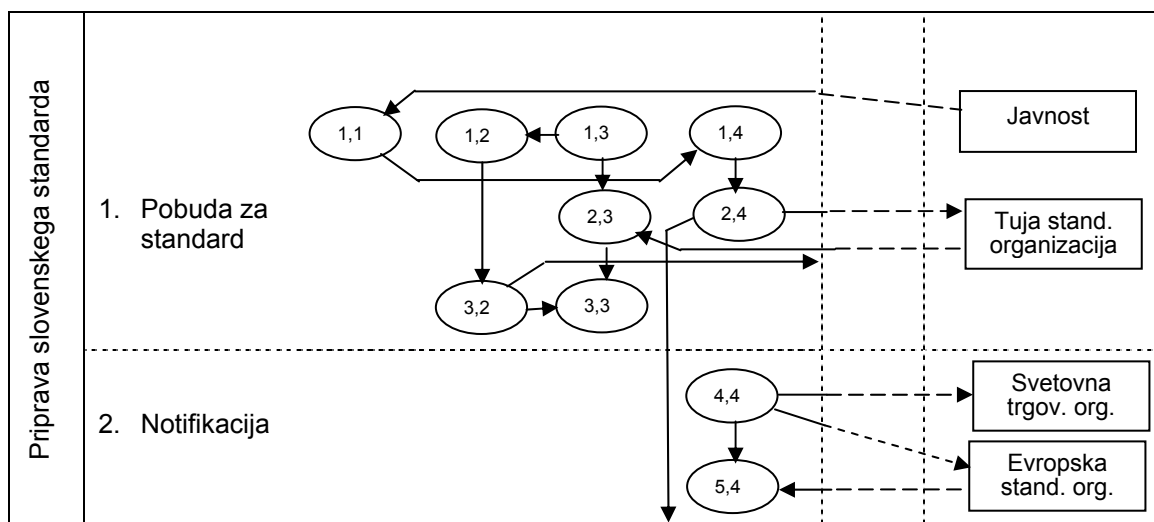 Priprava slovenskega standarda
Javnost
1,1
1,2
1,3
1,4
1. Pobuda za
standard
2,3
2,4
Tuja stand.
organizacija
3,2
3,3
2. Notifikacija
4,4
Svetovna
trgov. org.
5,4
Evropska
stand. org.